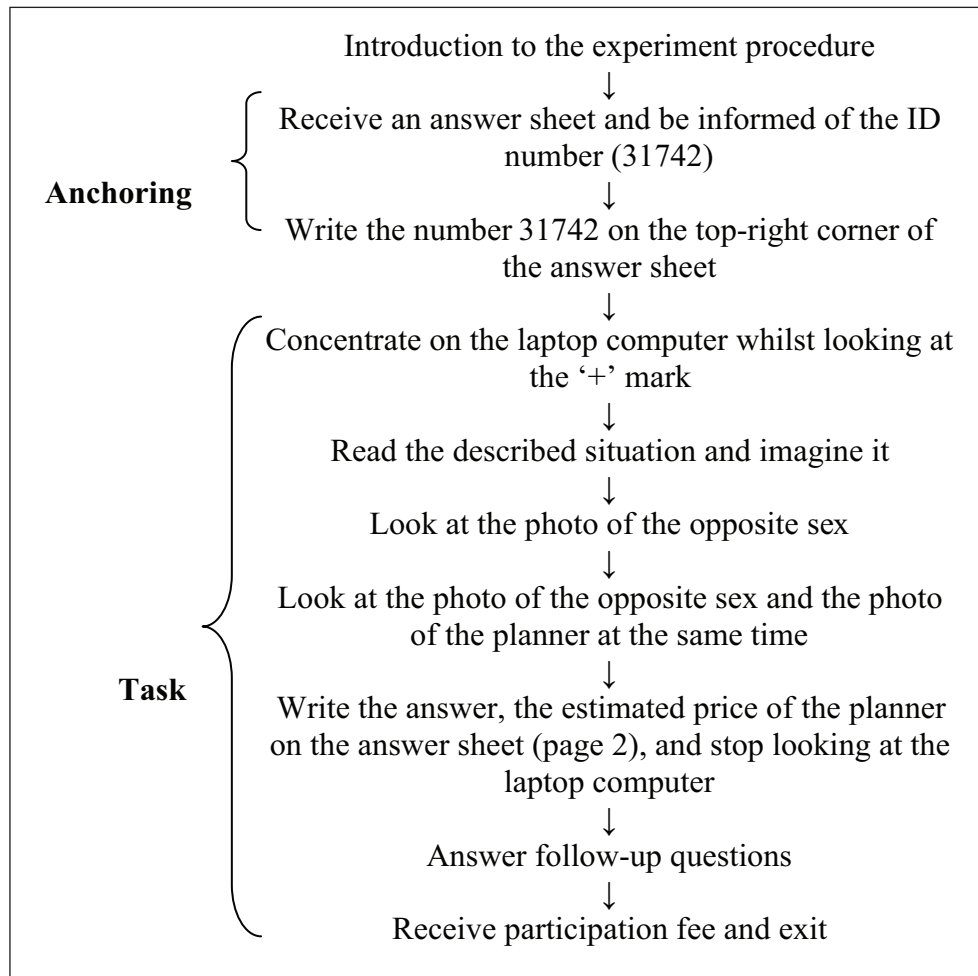 Introduction to the experiment procedure
↓
Receive an answer sheet and be informed of the ID
number (31742)
Anchoring
↓
Write the number 31742 on the top-right corner of
the answer sheet
↓
Concentrate on the laptop computer whilst looking at
the ‘+’ mark
↓
Read the described situation and imagine it
↓
Look at the photo of the opposite sex
↓
Look at the photo of the opposite sex and the photo
of the planner at the same time
↓
Task
Write the answer, the estimated price of the planner
on the answer sheet (page 2), and stop looking at the
laptop computer
↓
Answer follow-up questions
↓
Receive participation fee and exit